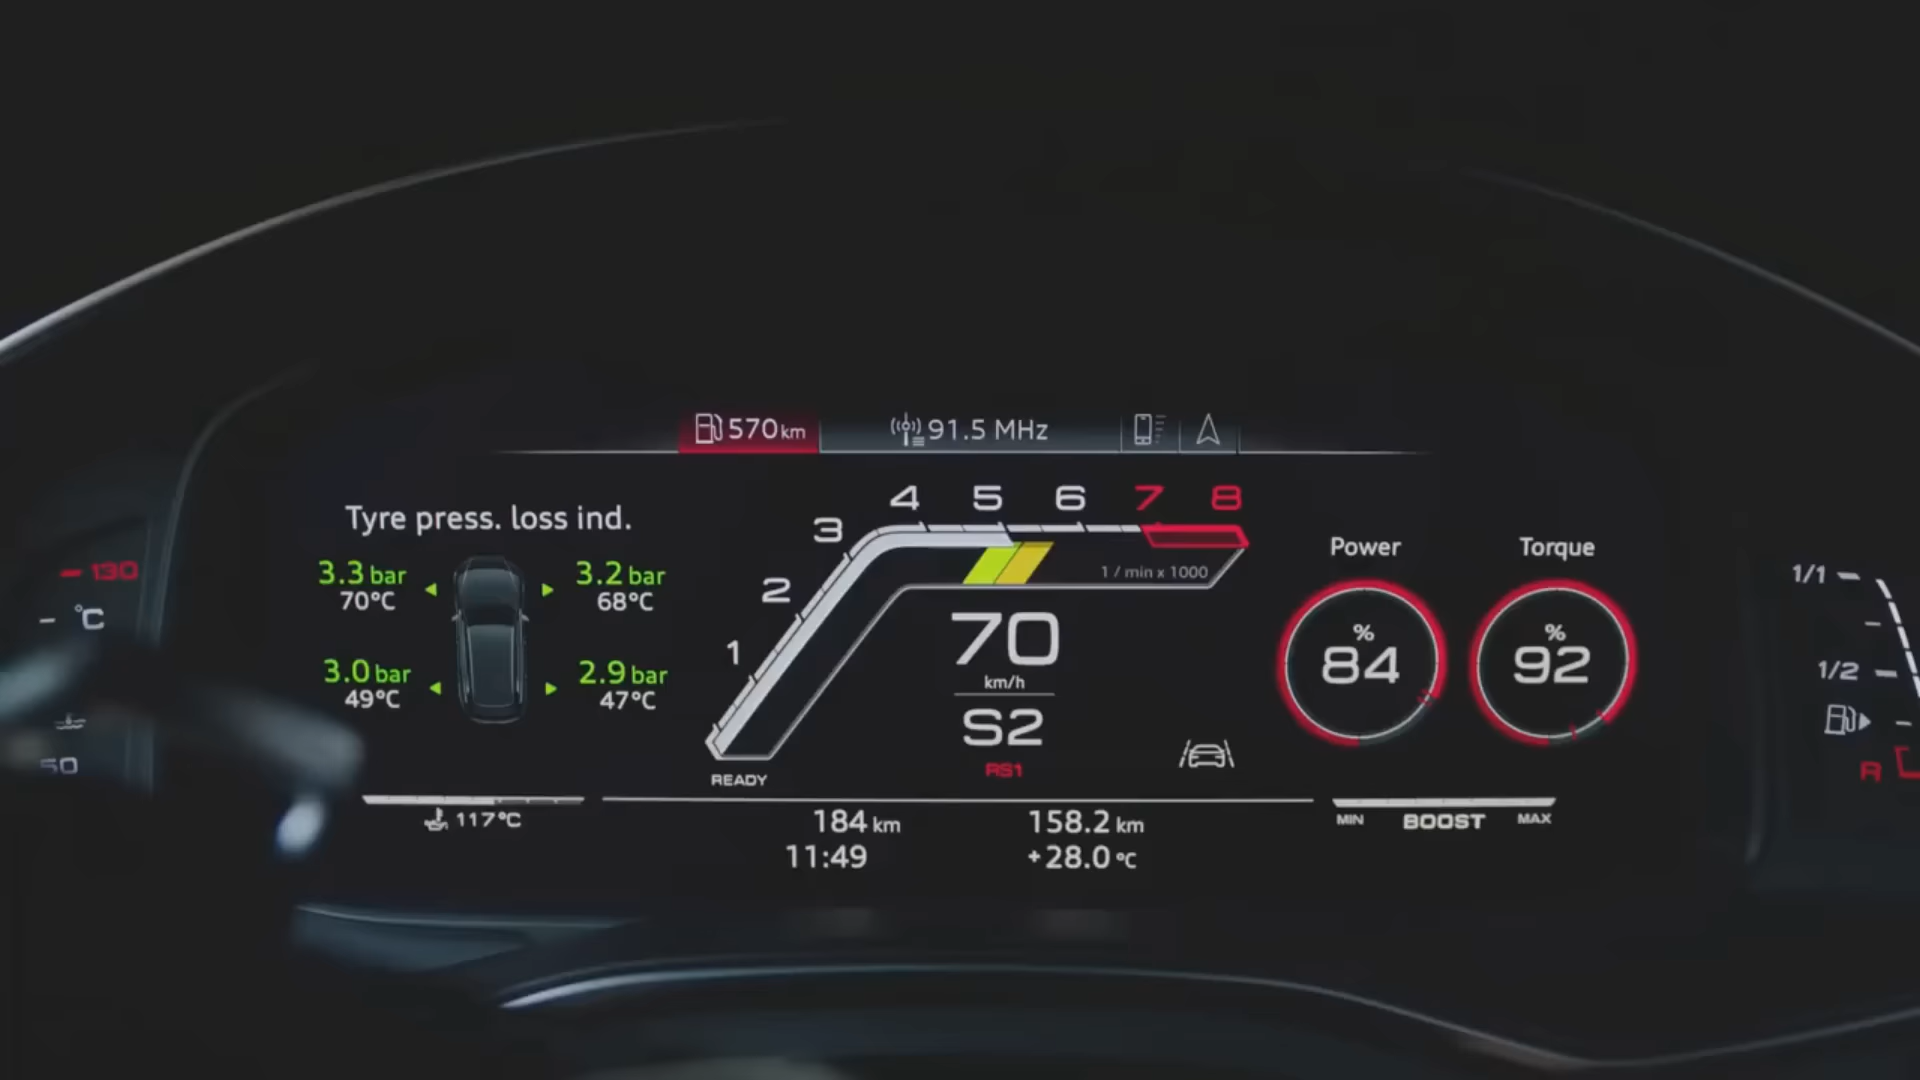 570 km
91.5 MHz
Tyre press. loss ind.
3.3 bar
70°C
3.2 bar
68°C
3.0 bar
49°C
2.9 bar
47°C
1 2 3 4 5 6 7 8
1 / min x 1000
70
km/h
S2
RS1
READY
Power
%
84
Torque
%
92
130
°C
50
1/1
1/2
R
117°C
184 km
158.2 km
11:49
+28.0 °C
MIN BOOST MAX